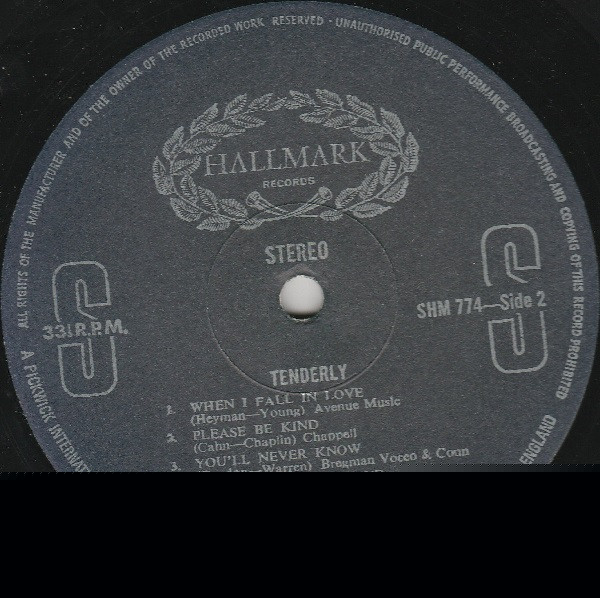 ALL RIGHTS OF THE MANUFACTURER AND OF THE OWNER OF THE RECORDED WORK RESERVED · UNAUTHORISED PUBLIC PERFORMANCE, BROADCASTING AND COPYING OF THIS RECORD PROHIBITED
HALLMARK
RECORDS
STEREO
33⅓ R.P.M.
SHM 774—Side 2
S S
TENDERLY
1. WHEN I FALL IN LOVE
(Heyman—Young) Avenue Music
2. PLEASE BE KIND
(Cahn—Chaplin) Chappell
3. YOU'LL NEVER KNOW
Warren) Bregman Vocco & Conn
A PICKWICK INTERNATI
ENGLAND